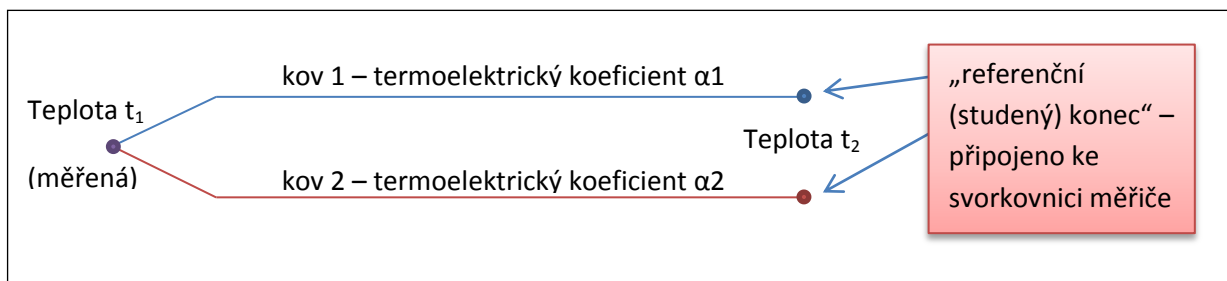 kov 1 – termoelektrický koeficient α1
Teplota t₁
(měřená)
kov 2 – termoelektrický koeficient α2
Teplota t₂
„referenční
(studený) konec“ –
připojeno ke
svorkovnici měřiče